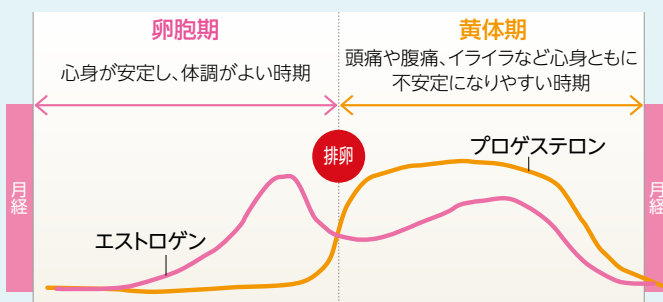 卵胞期
心身が安定し、体調がよい時期
黄体期
頭痛や腹痛、イライラなど心身ともに
不安定になりやすい時期
排卵
プロゲステロン
エストロゲン
月経
月経